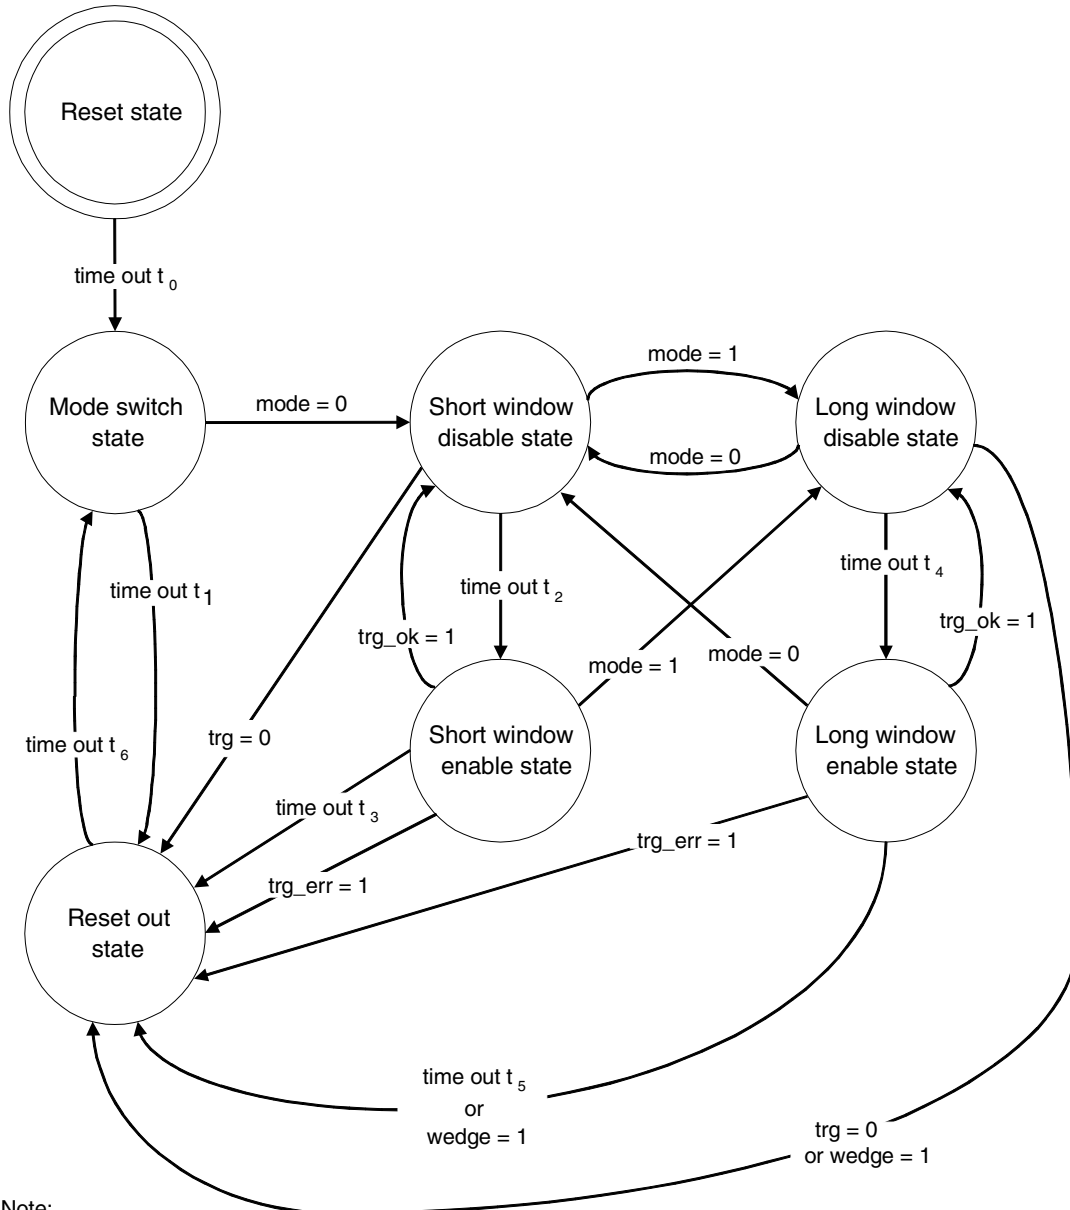 Reset state
time out t 0
Mode switch
state
mode = 0
Short window
disable state
mode = 1
mode = 0
Long window
disable state
time out t 1
time out t 2
time out t 4
trg_ok = 1
trg_ok = 1
mode = 1
mode = 0
time out t 6
trg = 0
Short window
enable state
Long window
enable state
time out t 3
trg_err = 1
trg_err = 1
Reset out
state
time out t 5
or
wedge = 1
trg = 0
or wedge = 1
Note: